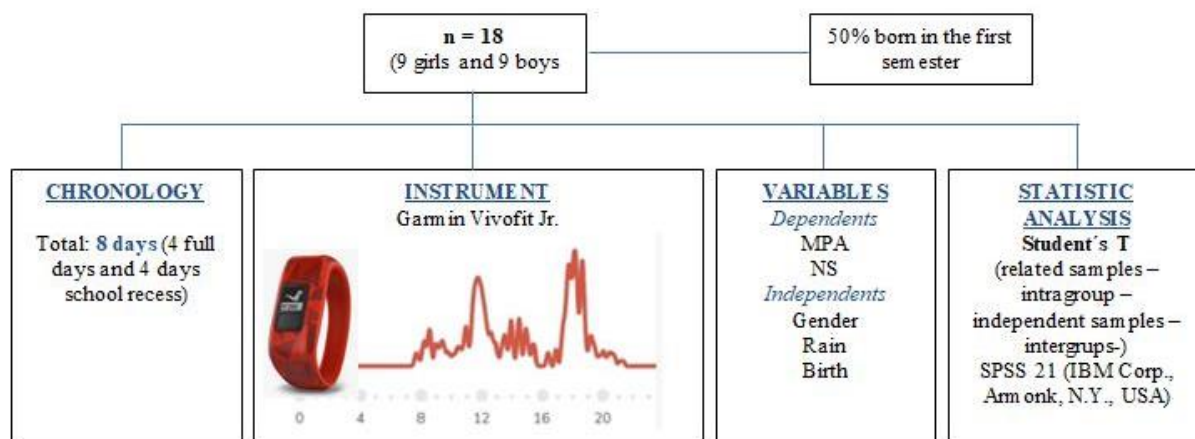 n = 18
(9 girls and 9 boys
50% born in the first
semester
CHRONOLOGY
Total: 8 days (4 full
days and 4 days
school recess)
INSTRUMENT
Garmin Vivofit Jr.
0 4 8 12 16 20
VARIABLES
Dependents
MPA
NS
Independents
Gender
Rain
Birth
STATISTIC
ANALYSIS
Student´s T
(related samples –
intragroup –
independent samples –
intergrups-)
SPSS 21 (IBM Corp.,
Armonk, N.Y., USA)